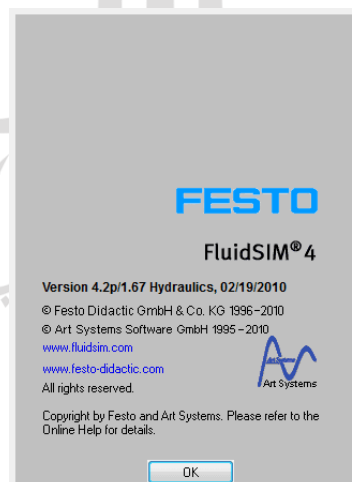 FESTO
FluidSIM®4
Version 4.2p/1.67 Hydraulics, 02/19/2010
© Festo Didactic GmbH & Co. KG 1996-2010
© Art Systems Software GmbH 1995-2010
www.fluidsim.com
www.festo-didactic.com
Art Systems
Art Systems
All rights reserved.
Copyright by Festo and Art Systems. Please refer to the
Online Help for details.
OK